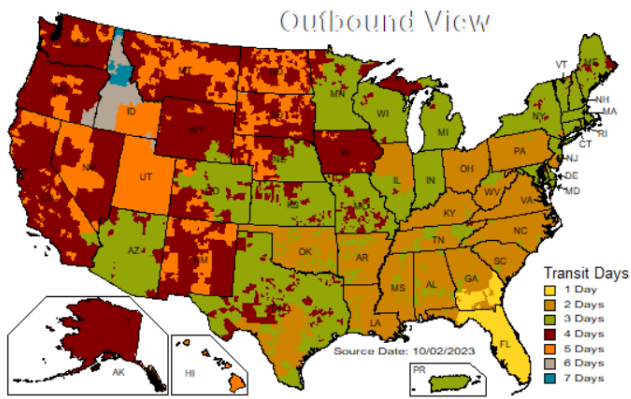 Outbound View
WA
MT
ME
VT
MN
OR
ID
WI
NY
NH
MA
WY
MI
RI
CT
IA
PA
NE
NJ
NV
UT
OH
IL
IN
DE
MD
CO
WV
VA
KS
MO
KY
CA
NC
TN
AZ
NM
OK
AR
SC
GA
MS
AL
LA
FL
Transit Days
1 Day
2 Days
3 Days
4 Days
5 Days
6 Days
7 Days
Source Date: 10/02/2023
AK
HI
PR